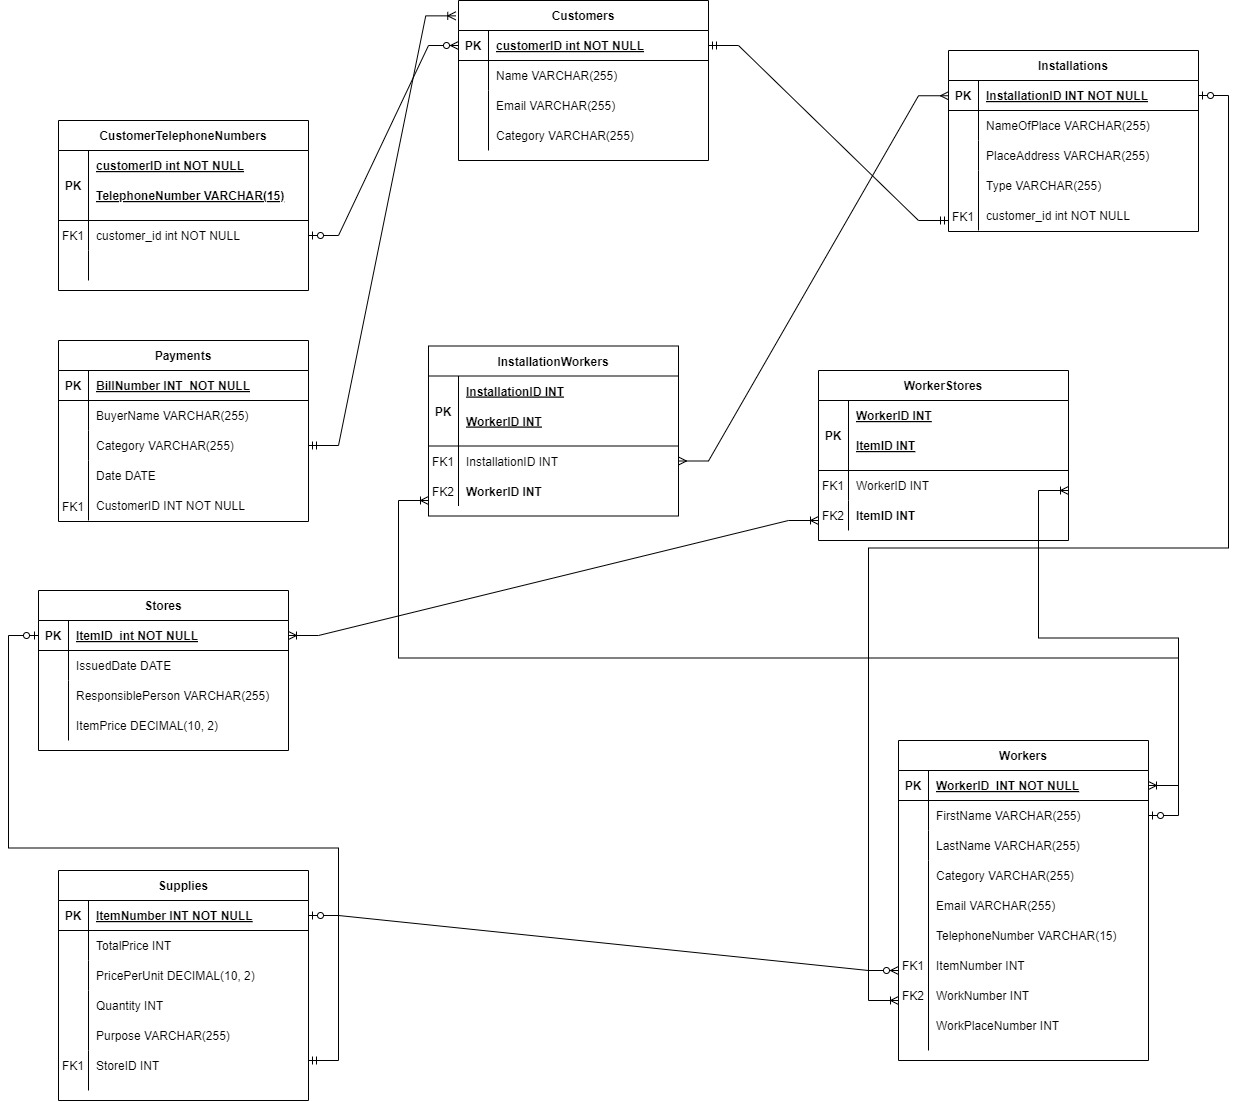 Customers
PK customerID int NOT NULL
Name VARCHAR(255)
Email VARCHAR(255)
Category VARCHAR(255)
Installations
PK InstallationID INT NOT NULL
NameOfPlace VARCHAR(255)
PlaceAddress VARCHAR(255)
Type VARCHAR(255)
FK1 customer_id int NOT NULL
CustomerTelephoneNumbers
PK
customerID int NOT NULL
TelephoneNumber VARCHAR(15)
FK1 customer_id int NOT NULL
Payments
PK BillNumber INT NOT NULL
BuyerName VARCHAR(255)
Category VARCHAR(255)
Date DATE
FK1 CustomerID INT NOT NULL
InstallationWorkers
PK
InstallationID INT
WorkerID INT
FK1 InstallationID INT
FK2 WorkerID INT
WorkerStores
PK
WorkerID INT
ItemID INT
FK1 WorkerID INT
FK2 ItemID INT
Stores
PK ItemID int NOT NULL
IssuedDate DATE
ResponsiblePerson VARCHAR(255)
ItemPrice DECIMAL(10, 2)
Workers
PK WorkerID INT NOT NULL
FirstName VARCHAR(255)
LastName VARCHAR(255)
Category VARCHAR(255)
Email VARCHAR(255)
TelephoneNumber VARCHAR(15)
FK1 ItemNumber INT
FK2 WorkNumber INT
WorkPlaceNumber INT
Supplies
PK ItemNumber INT NOT NULL
TotalPrice INT
PricePerUnit DECIMAL(10, 2)
Quantity INT
Purpose VARCHAR(255)
FK1 StoreID INT